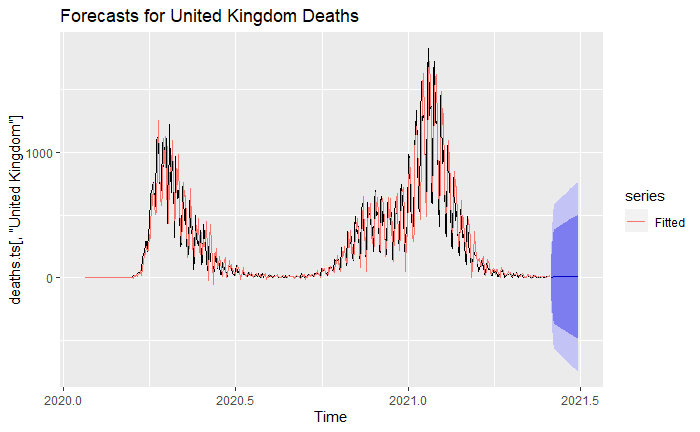 Forecasts for United Kingdom Deaths
deaths.ts[, "United Kingdom"]
1000
0
2020.0
2020.5
2021.0
2021.5
Time
series
Fitted